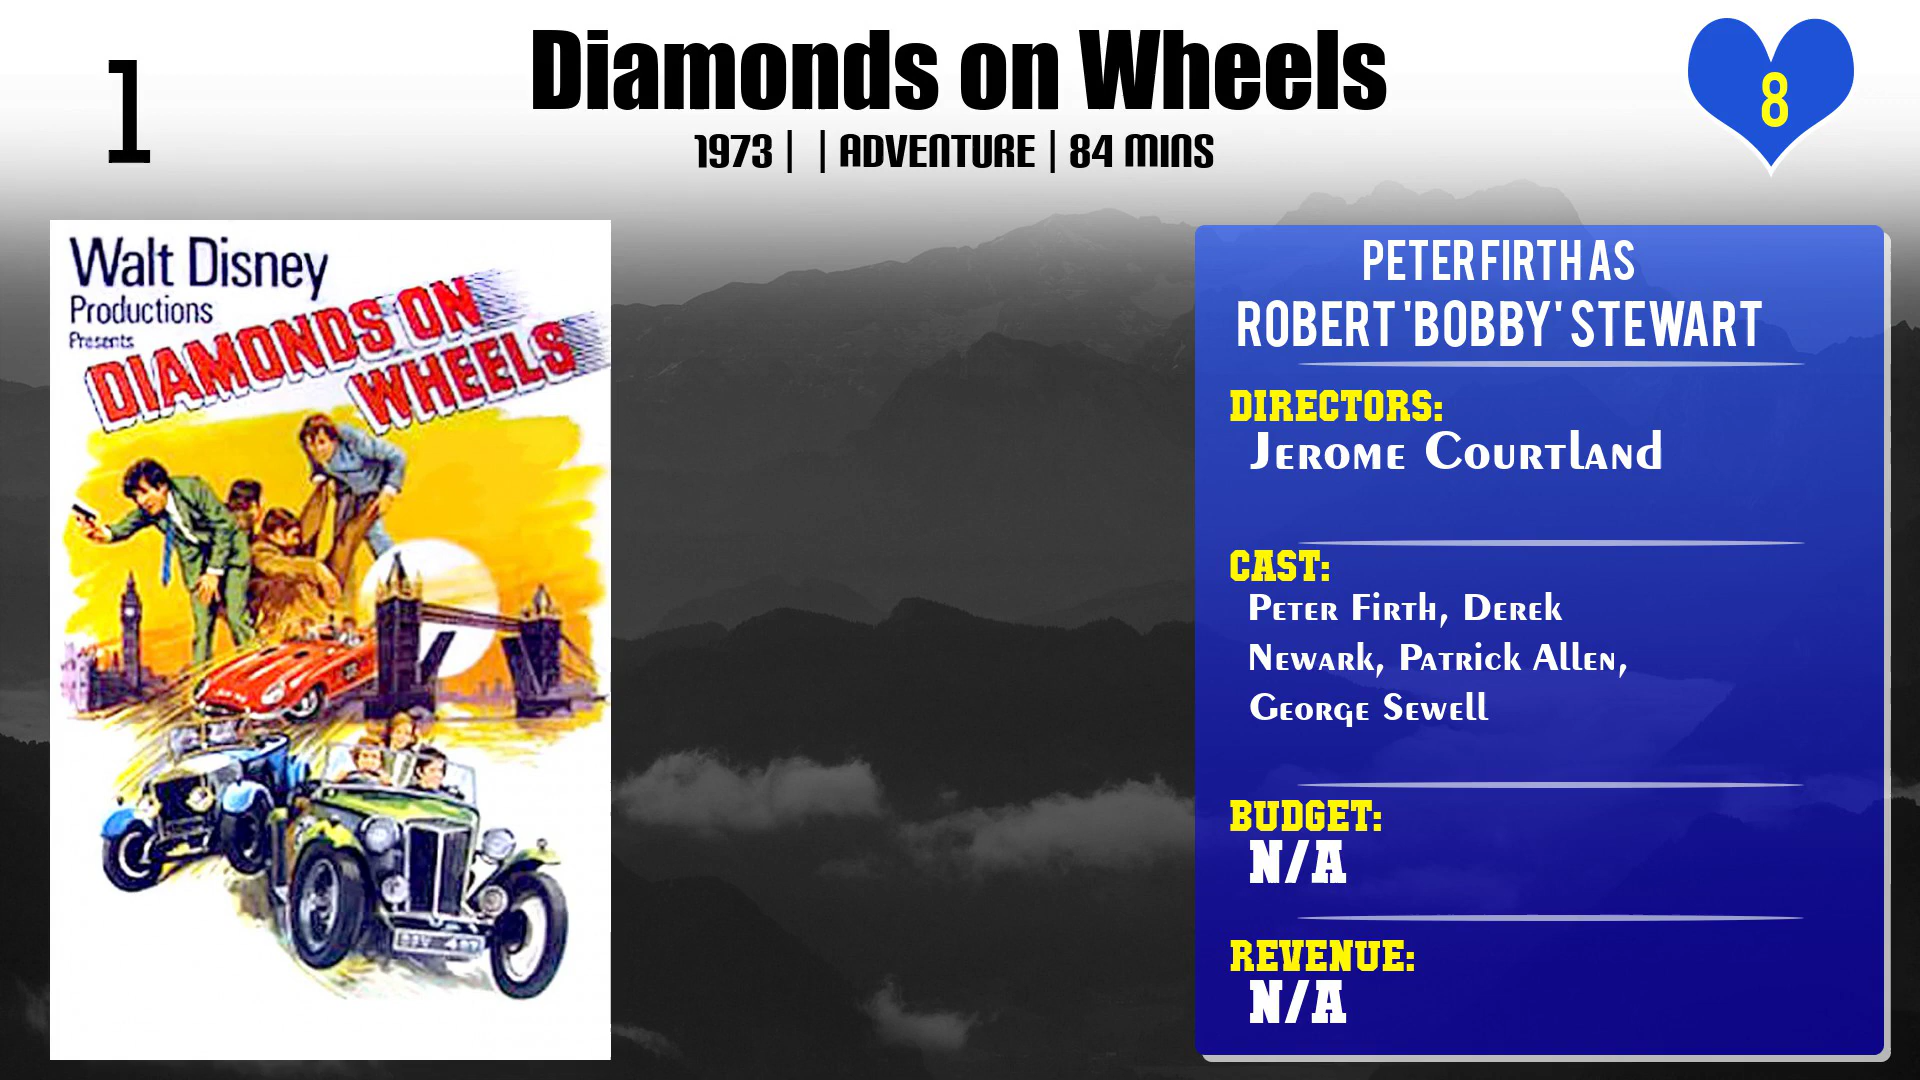 1
Diamonds on Wheels
1973 | | ADVENTURE | 84 MINS
8
Walt Disney
Productions
Presents
DIAMONDS ON
WHEELS
PETER FIRTH AS
ROBERT 'BOBBY' STEWART
DIRECTORS:
Jerome Courtland
CAST:
Peter Firth, Derek
Newark, Patrick Allen,
George Sewell
BUDGET:
N/A
REVENUE:
N/A